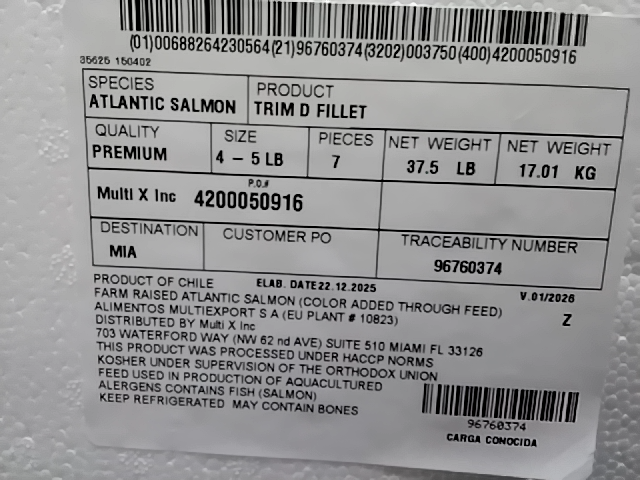 (01)00688264230564(21)96760374(3202)003750(400)4200050916
35625 150402
SPECIES
ATLANTIC SALMON
PRODUCT
TRIM D FILLET
QUALITY
PREMIUM
SIZE
4 – 5 LB
PIECES
7
NET WEIGHT
37.5 LB
NET WEIGHT
17.01 KG
P.O.#
Multi X Inc 4200050916
DESTINATION
MIA
CUSTOMER PO
TRACEABILITY NUMBER
96760374
PRODUCT OF CHILE ELAB. DATE22.12.2025 V.01/2026
FARM RAISED ATLANTIC SALMON (COLOR ADDED THROUGH FEED) Z
ALIMENTOS MULTIEXPORT S A (EU PLANT # 10823)
DISTRIBUTED BY Multi X Inc
703 WATERFORD WAY (NW 62 nd AVE) SUITE 510 MIAMI FL 33126
THIS PRODUCT WAS PROCESSED UNDER HACCP NORMS
KOSHER UNDER SUPERVISION OF THE ORTHODOX UNION
FEED USED IN PRODUCTION OF AQUACULTURED
ALERGENS CONTAINS FISH (SALMON)
KEEP REFRIGERATED MAY CONTAIN BONES
96760374
CARGA CONOCIDA